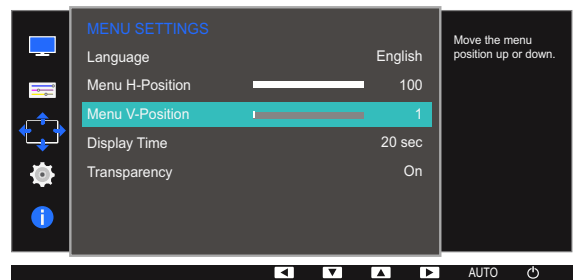 MENU SETTINGS
Language English
Menu H-Position 100
Menu V-Position 1
Display Time 20 sec
Transparency On
Move the menu
position up or down.
i
AUTO